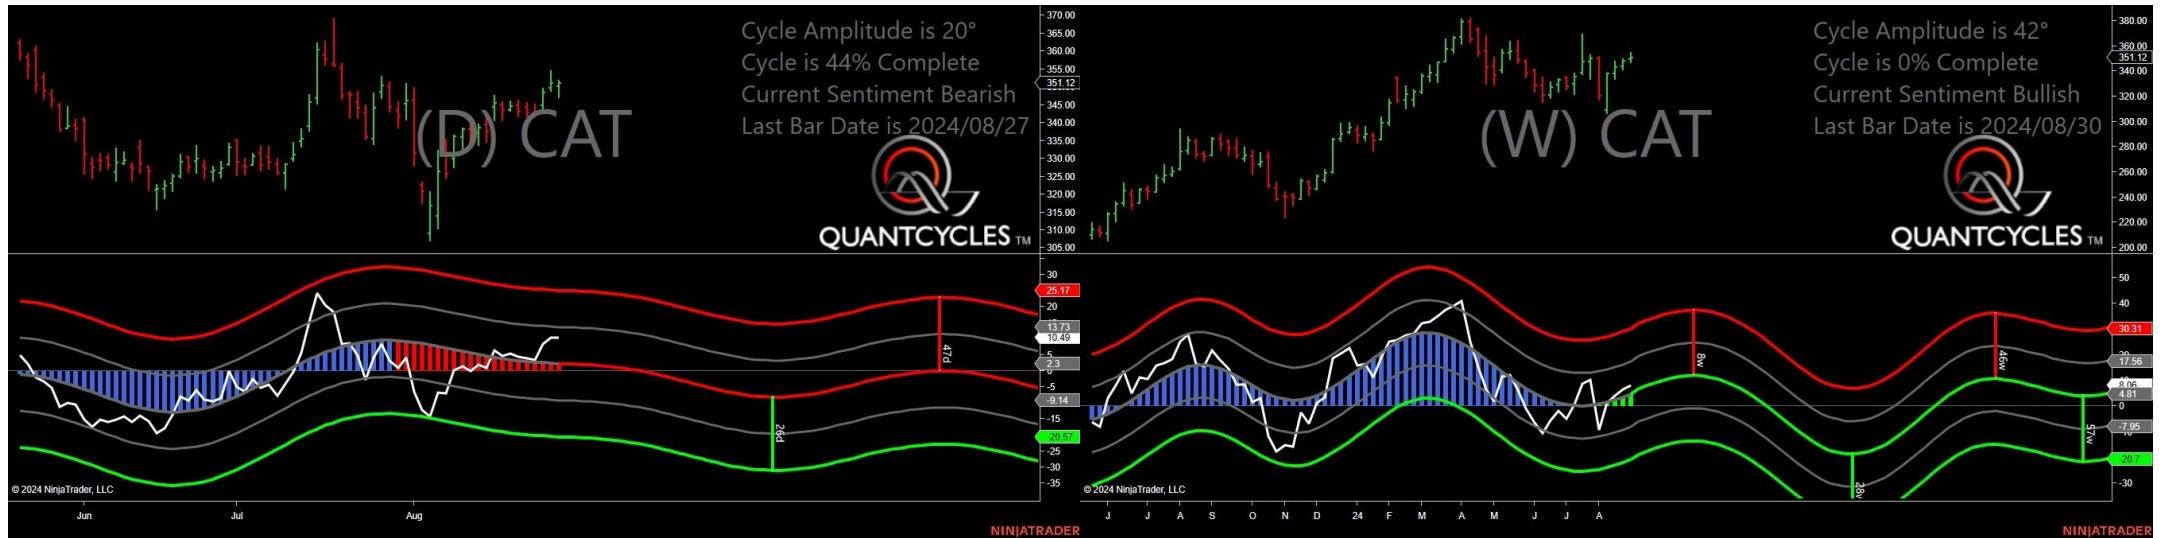 Cycle Amplitude is 20°
Cycle is 44% Complete
Current Sentiment Bearish
Last Bar Date is 2024/08/27
(D) CAT
QUANTCYCLES TM
370.00
365.00
360.00
355.00
351.12
345.00
340.00
335.00
330.00
325.00
320.00
315.00
310.00
305.00
30
25.17
20
13.73
10.49
5
2.3
0
-5
-9.14
-15
-20.57
-25
-30
-35
47d
26d
© 2024 NinjaTrader, LLC
Jun Jul Aug
NINJATRADER
Cycle Amplitude is 42°
Cycle is 0% Complete
Current Sentiment Bullish
Last Bar Date is 2024/08/30
(W) CAT
QUANTCYCLES TM
380.00
360.00
351.12
340.00
320.00
300.00
280.00
260.00
240.00
220.00
200.00
50
40
30.31
17.56
8.06
4.81
0
-7.95
-20.7
-30
8w
46w
57w
© 2024 NinjaTrader, LLC
J J A S O N D 24 F M A M J J A
NINJATRADER